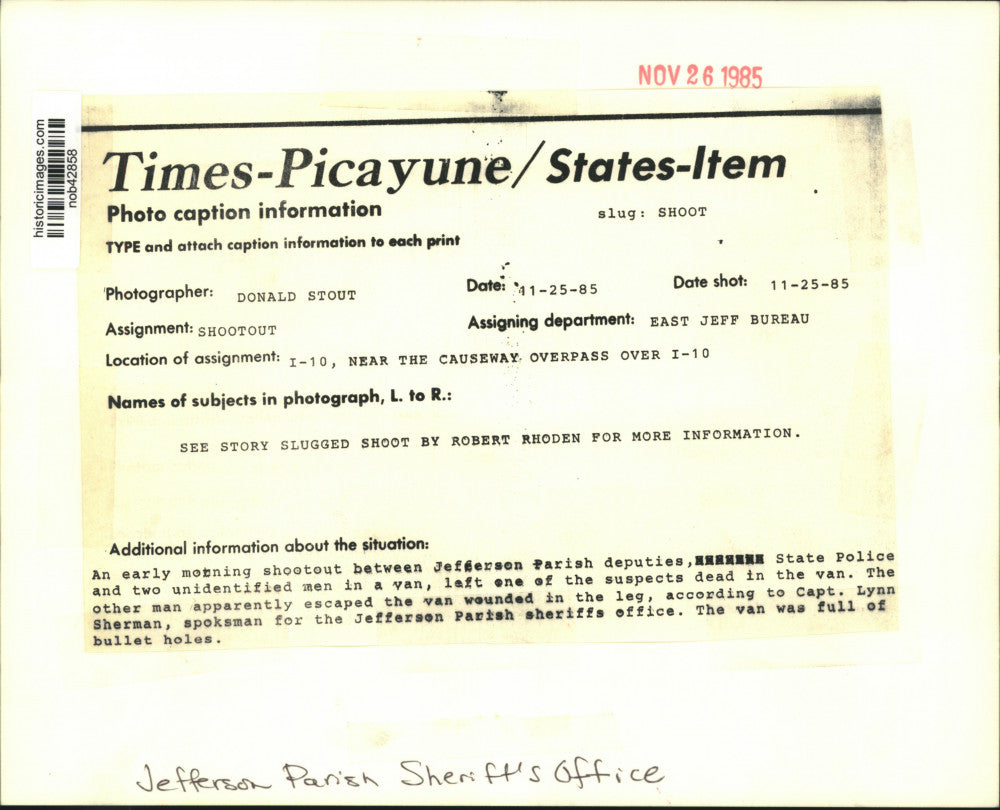 NOV 26 1985
historicimages.com
nob42858
Times-Picayune/States-Item
Photo caption information
slug: SHOOT
TYPE and attach caption information to each print
Photographer: DONALD STOUT
Date: 11-25-85
Date shot: 11-25-85
Assignment: SHOOTOUT
Assigning department: EAST JEFF BUREAU
Location of assignment: I-10, NEAR THE CAUSEWAY OVERPASS OVER I-10
Names of subjects in photograph, L. to R.:
SEE STORY SLUGGED SHOOT BY ROBERT RHODEN FOR MORE INFORMATION.
Additional information about the situation:
An early morning shootout between Jefferson Parish deputies, State Police
and two unidentified men in a van, left one of the suspects dead in the van. The
other man apparently escaped the van wounded in the leg, according to Capt. Lynn
Sherman, spoksman for the Jefferson Parish sheriffs office. The van was full of
bullet holes.
Jefferson Parish Sheriff's Office